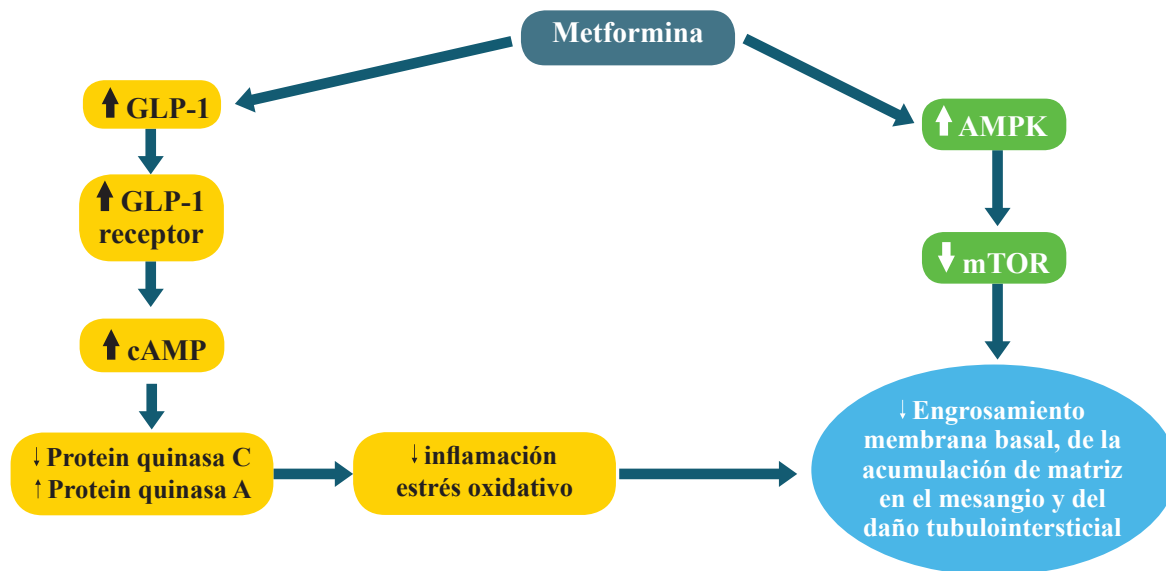 Metformina
↑ GLP-1
↑ GLP-1
receptor
↑ cAMP
↓ Protein quinasa C
↑ Protein quinasa A
↓ inflamación
estrés oxidativo
↑ AMPK
↓ mTOR
↓ Engrosamiento
membrana basal, de la
acumulación de matriz
en el mesangio y del
daño tubulointersticial